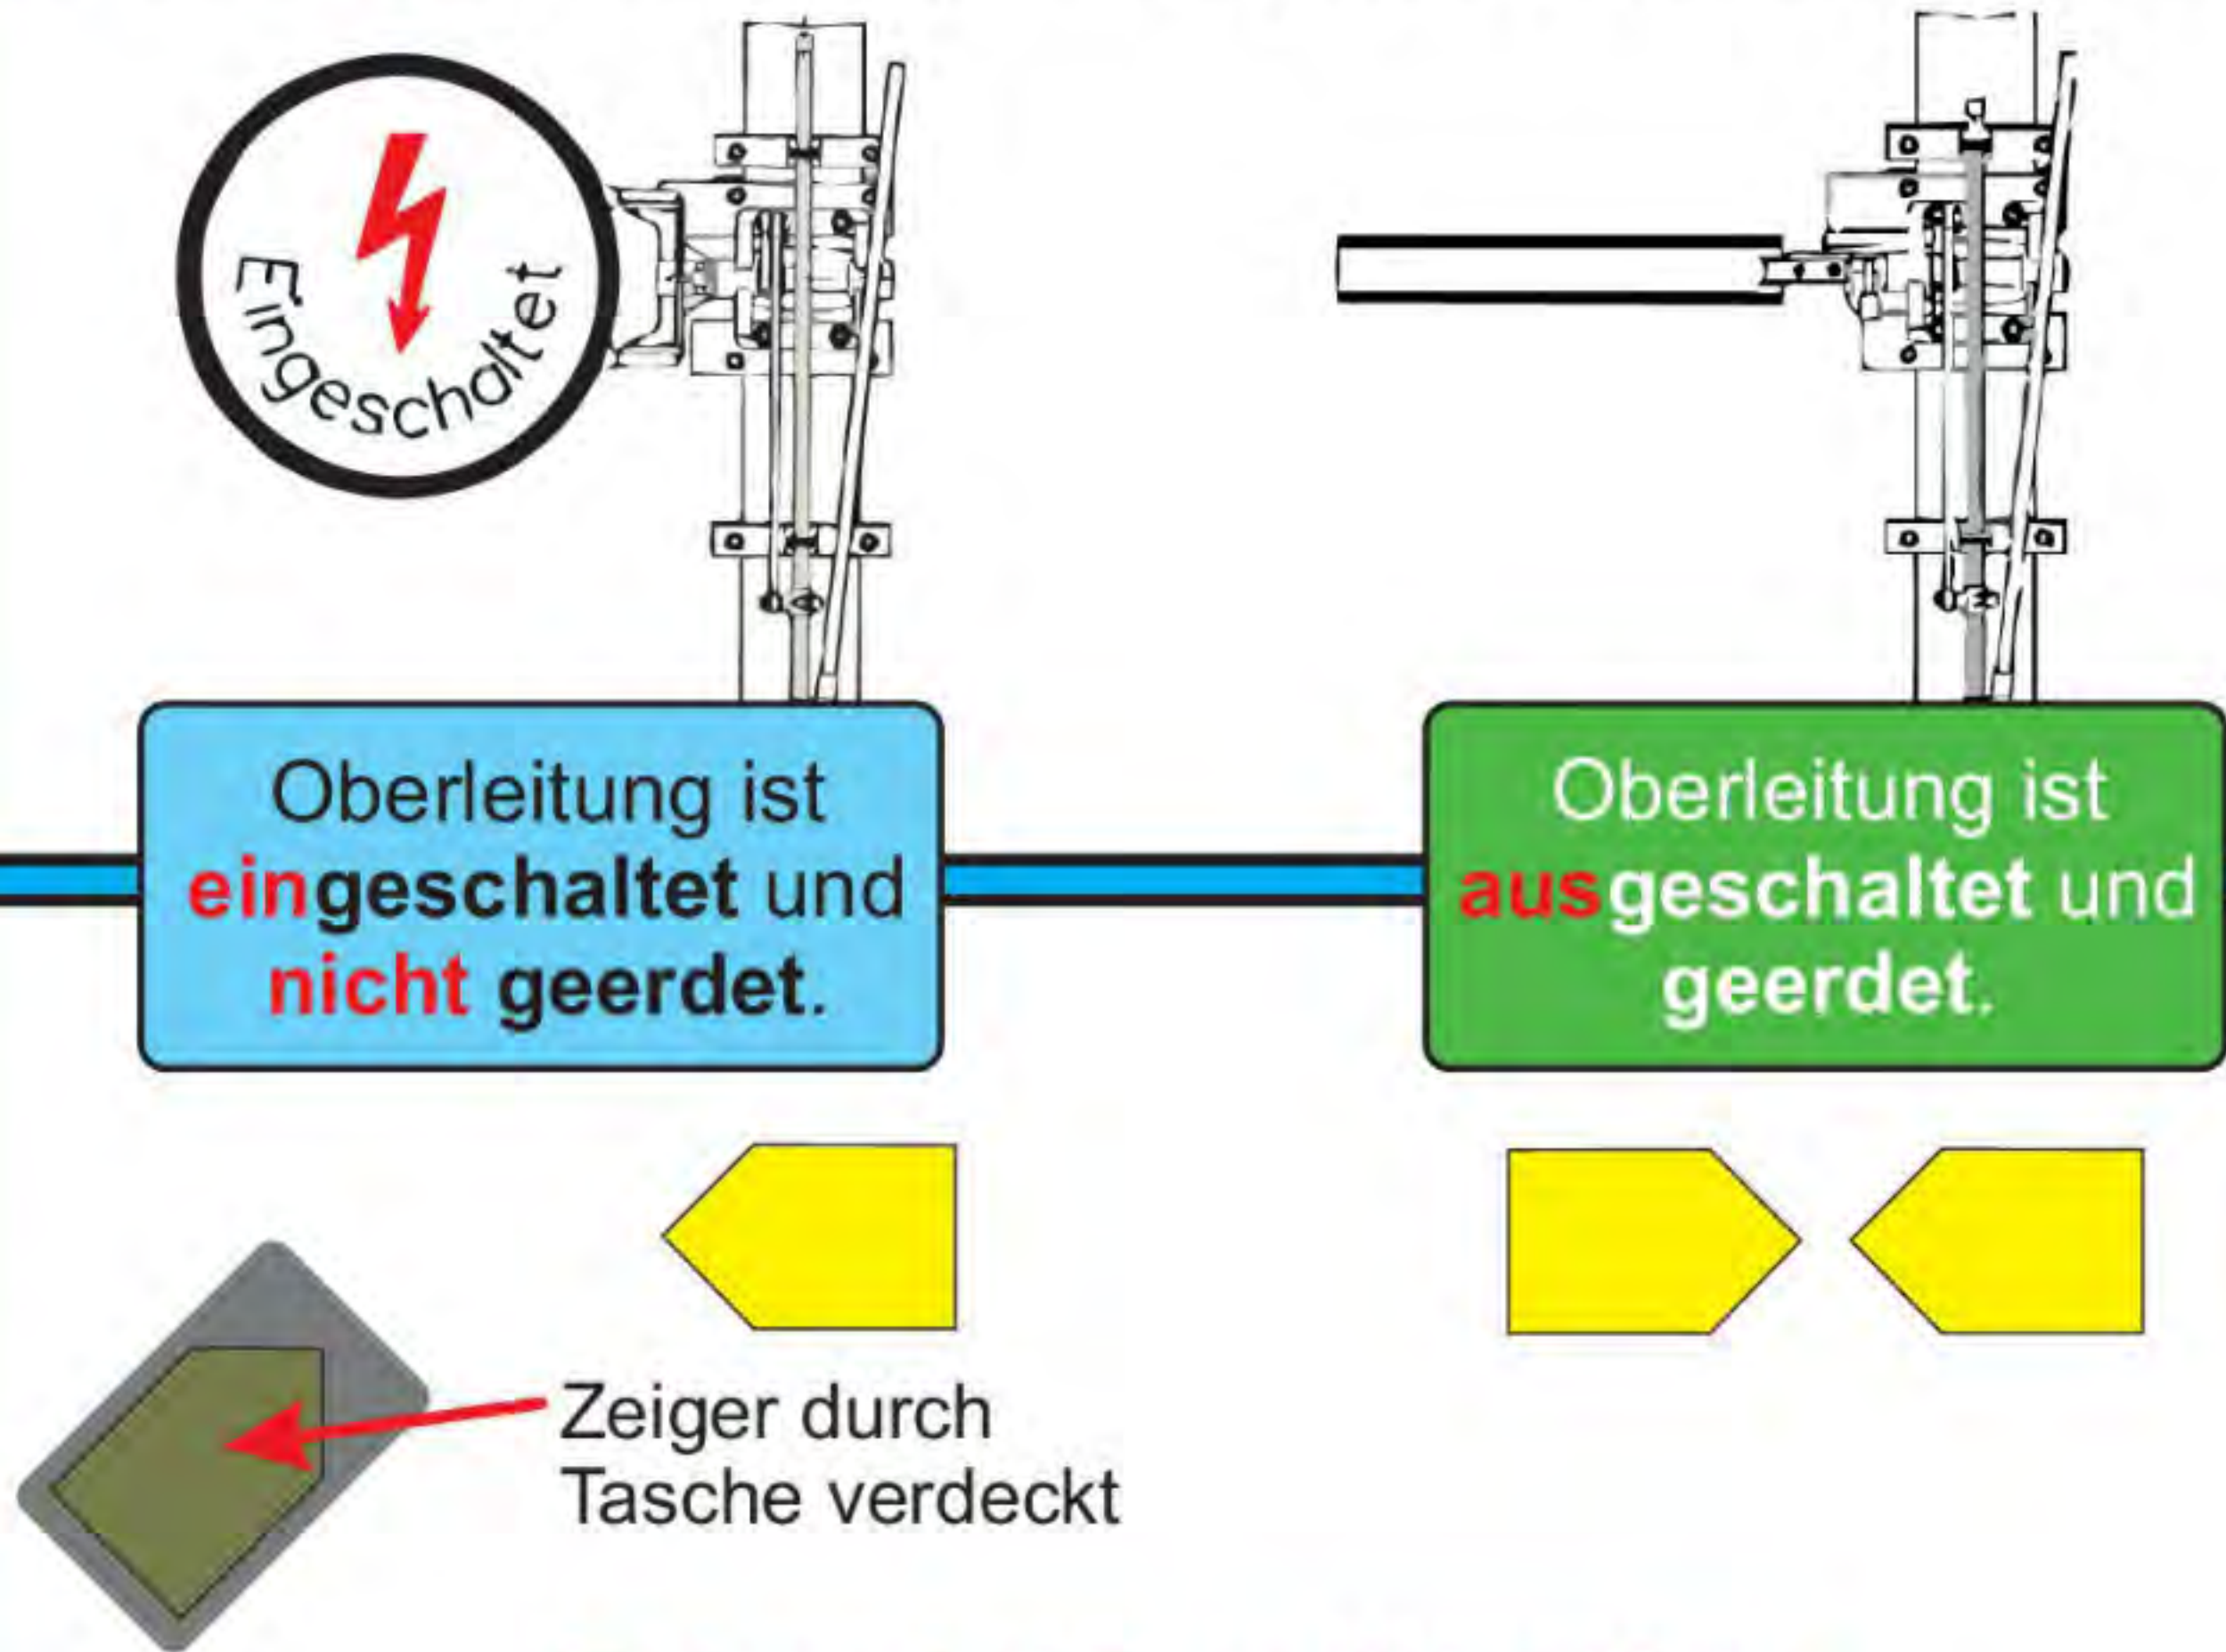 Eingeschaltet
Oberleitung ist
eingeschaltet und
nicht geerdet.
Oberleitung ist
ausgeschaltet und
geerdet.
Zeiger durch
Tasche verdeckt